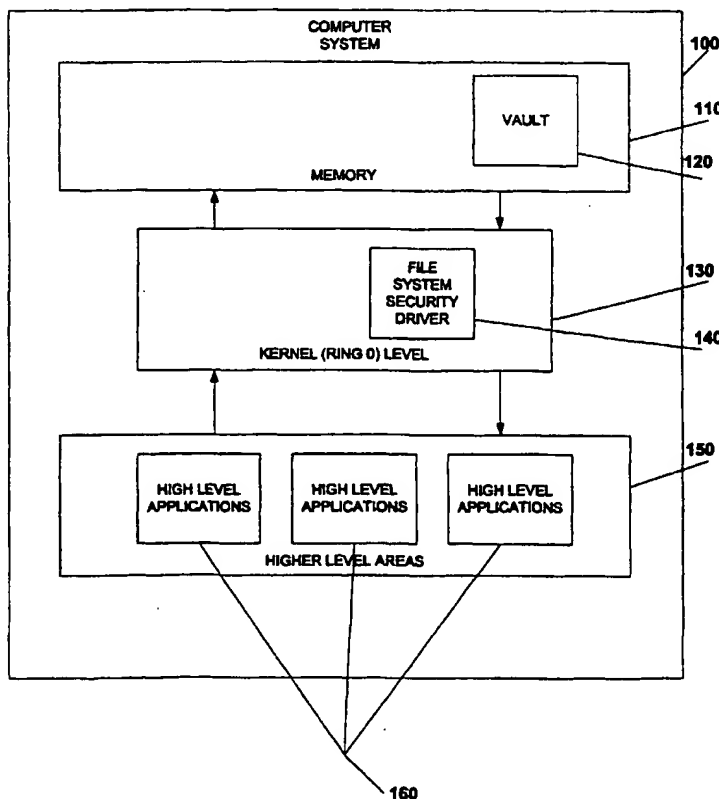 COMPUTER
SYSTEM
100
VAULT
110
120
MEMORY
FILE
SYSTEM
SECURITY
DRIVER
130
140
KERNEL (RING 0) LEVEL
150
HIGH LEVEL
APPLICATIONS
HIGH LEVEL
APPLICATIONS
HIGH LEVEL
APPLICATIONS
HIGHER LEVEL AREAS
160